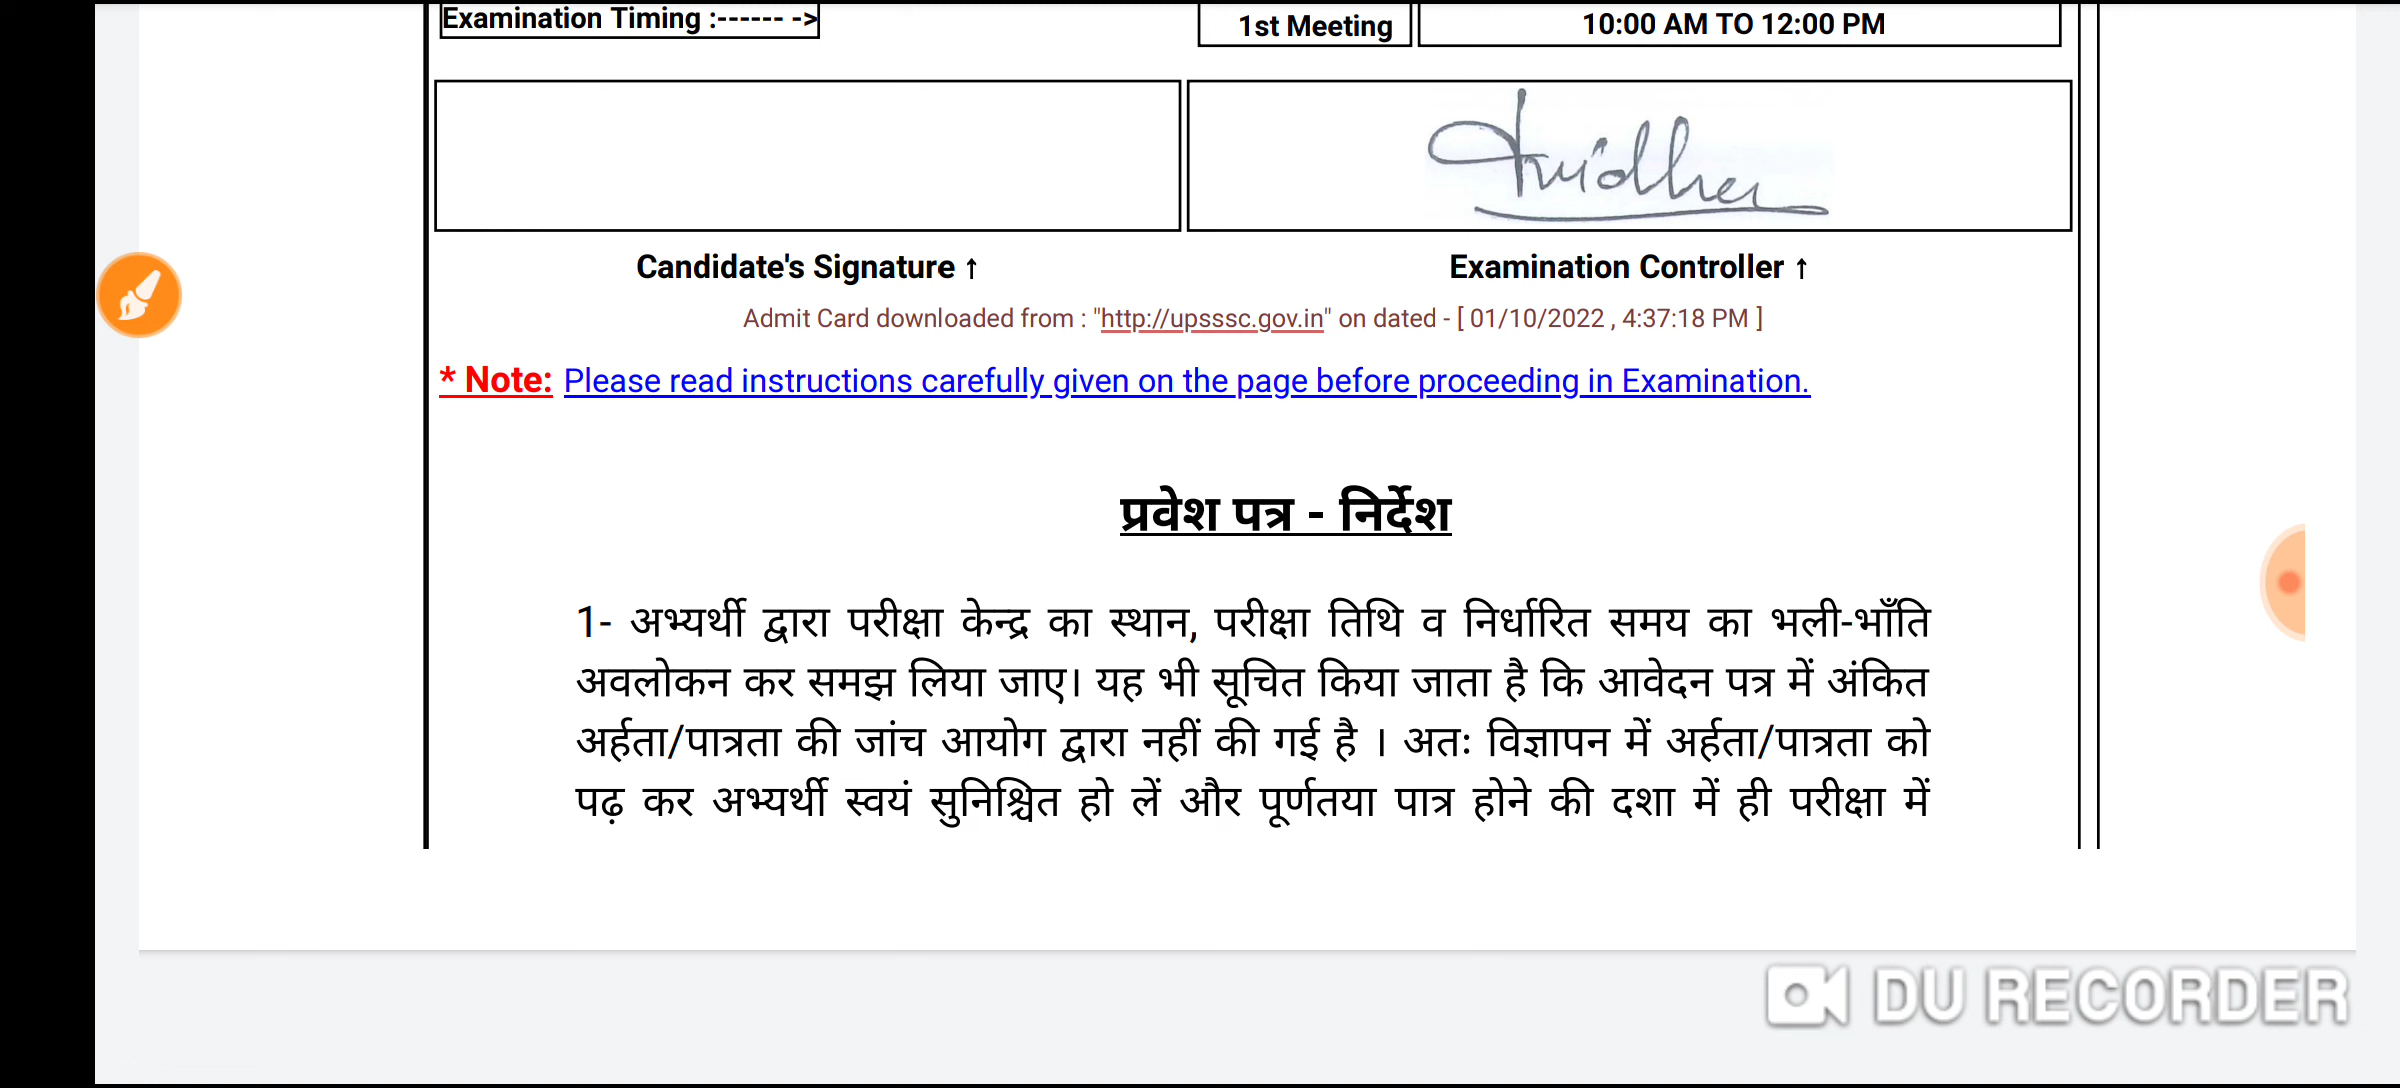 Examination Timing :------ ->
1st Meeting
10:00 AM TO 12:00 PM
Candidate's Signature ↑
Examination Controller ↑
Admit Card downloaded from : "http://upsssc.gov.in" on dated - [ 01/10/2022 , 4:37:18 PM ]
* Note: Please read instructions carefully given on the page before proceeding in Examination.
प्रवेश पत्र - निर्देश
1- अभ्यर्थी द्वारा परीक्षा केन्द्र का स्थान, परीक्षा तिथि व निर्धारित समय का भली-भाँति
अवलोकन कर समझ लिया जाए। यह भी सूचित किया जाता है कि आवेदन पत्र में अंकित
अर्हता/पात्रता की जांच आयोग द्वारा नहीं की गई है । अतः विज्ञापन में अर्हता/पात्रता को
पढ़ कर अभ्यर्थी स्वयं सुनिश्चित हो लें और पूर्णतया पात्र होने की दशा में ही परीक्षा में
DU RECORDER